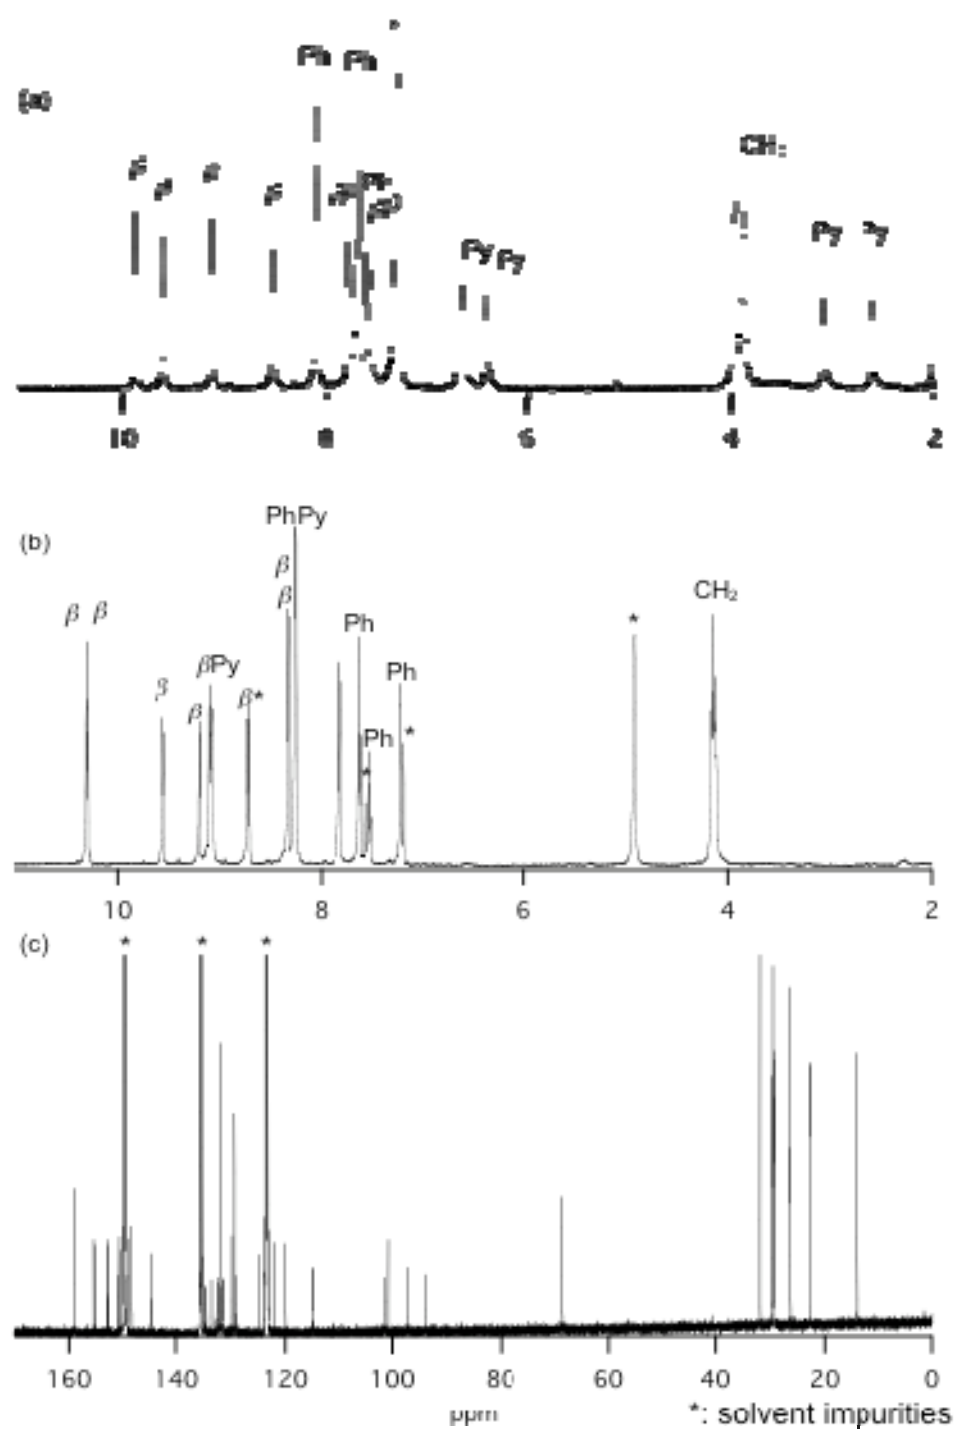 Ph Ph
CH₂
Py Py
10 8 6 4 2
PhPy
(b)
β
β β
β
CH₂
*
Ph
βPy
β
Ph
β*
β
Ph
*
*
10 8 6 4 2
(c)
* * *
160 140 120 100 80 60 40 20 0
ppm
*: solvent impurities